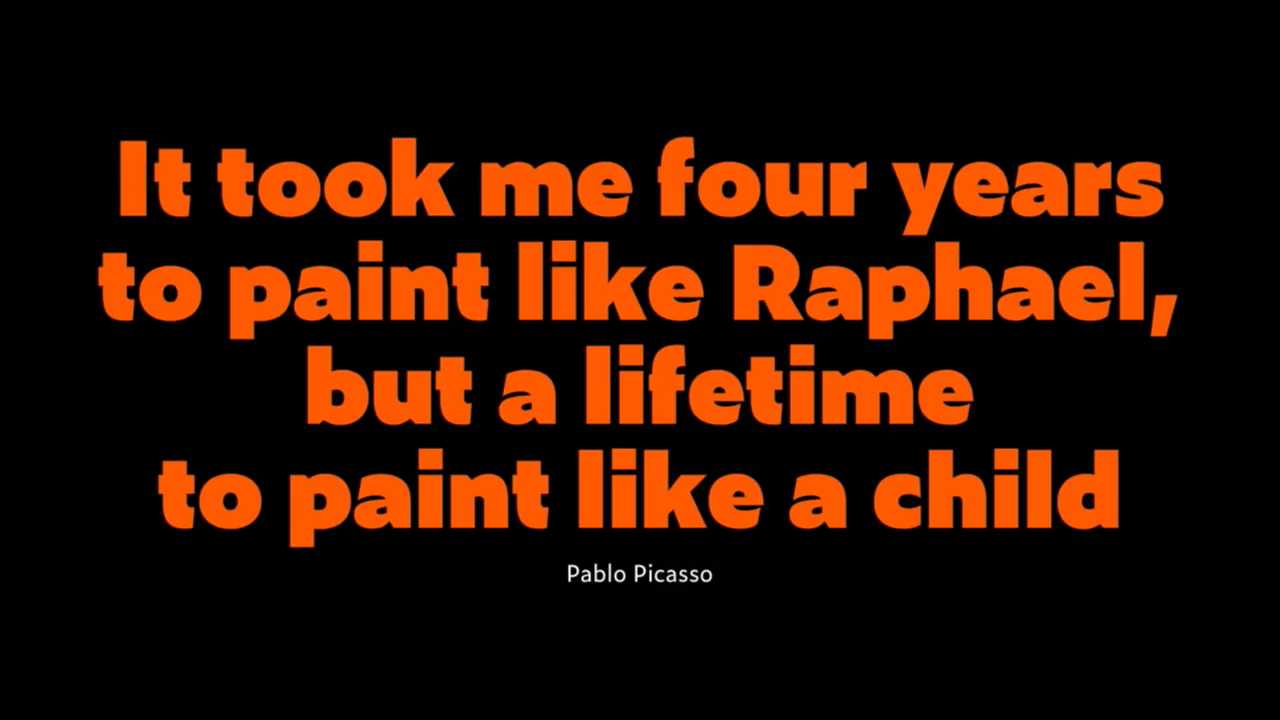 It took me four years
to paint like Raphael,
but a lifetime
to paint like a child
Pablo Picasso